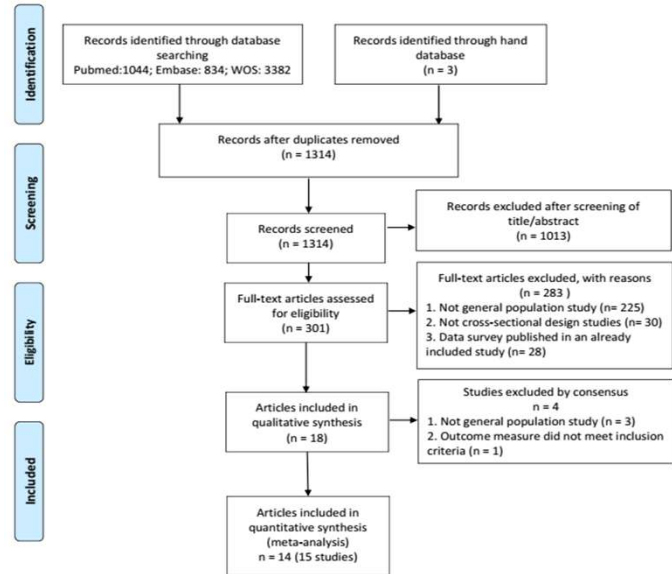 Identification
Records identified through database
searching
Pubmed:1044; Embase: 834; WOS: 3382
Records identified through hand
database
(n = 3)
Records after duplicates removed
(n = 1314)
Screening
Records screened
(n = 1314)
Records excluded after screening of
title/abstract
(n = 1013)
Eligibility
Full-text articles assessed
for eligibility
(n = 301)
Full-text articles excluded, with reasons
(n = 283 )
1. Not general population study (n= 225)
2. Not cross-sectional design studies (n= 30)
3. Data survey published in an already
included study (n= 28)
Articles included in
qualitative synthesis
(n = 18)
Studies excluded by consensus
n = 4
1. Not general population study (n = 3)
2. Outcome measure did not meet inclusion
criteria (n = 1)
Included
Articles included in
quantitative synthesis
(meta-analysis)
n = 14 (15 studies)